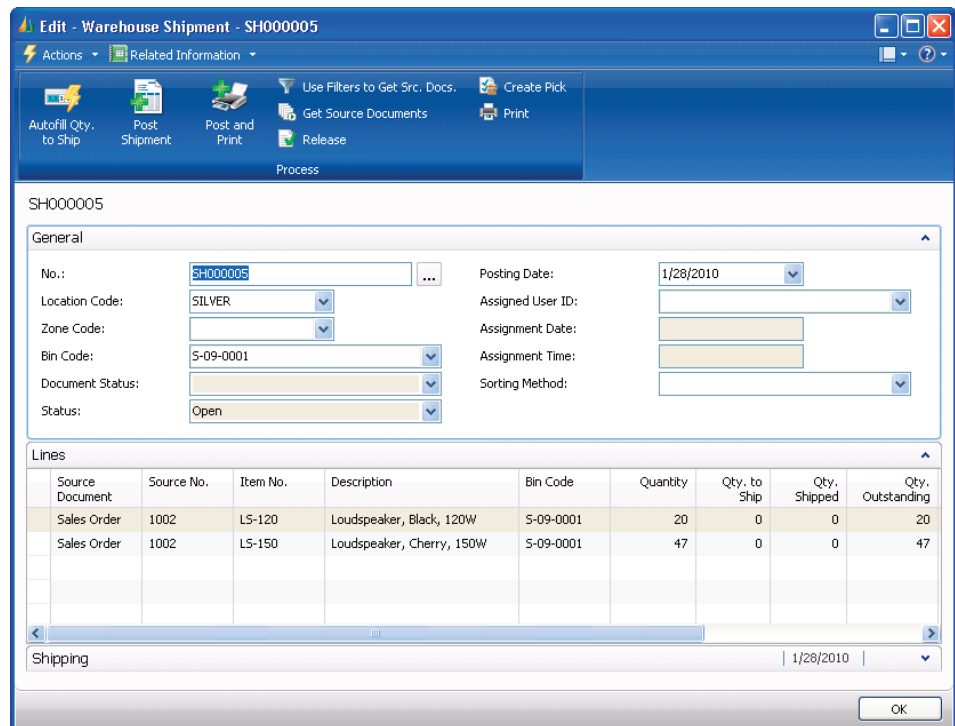 Edit - Warehouse Shipment - SH000005
Actions Related Information
Autofill Qty. to Ship
Post Shipment
Post and Print
Use Filters to Get Src. Docs.
Get Source Documents
Release
Create Pick
Print
Process
SH000005
General
No.: SH000005 ... Posting Date: 1/28/2010
Location Code: SILVER Assigned User ID:
Zone Code: Assignment Date:
Bin Code: S-09-0001 Assignment Time:
Document Status: Sorting Method:
Status: Open
Lines
Source Document Source No. Item No. Description Bin Code Quantity Qty. to Ship Qty. Shipped Qty. Outstanding
Sales Order 1002 LS-120 Loudspeaker, Black, 120W S-09-0001 20 0 0 20
Sales Order 1002 LS-150 Loudspeaker, Cherry, 150W S-09-0001 47 0 0 47
Shipping 1/28/2010
OK